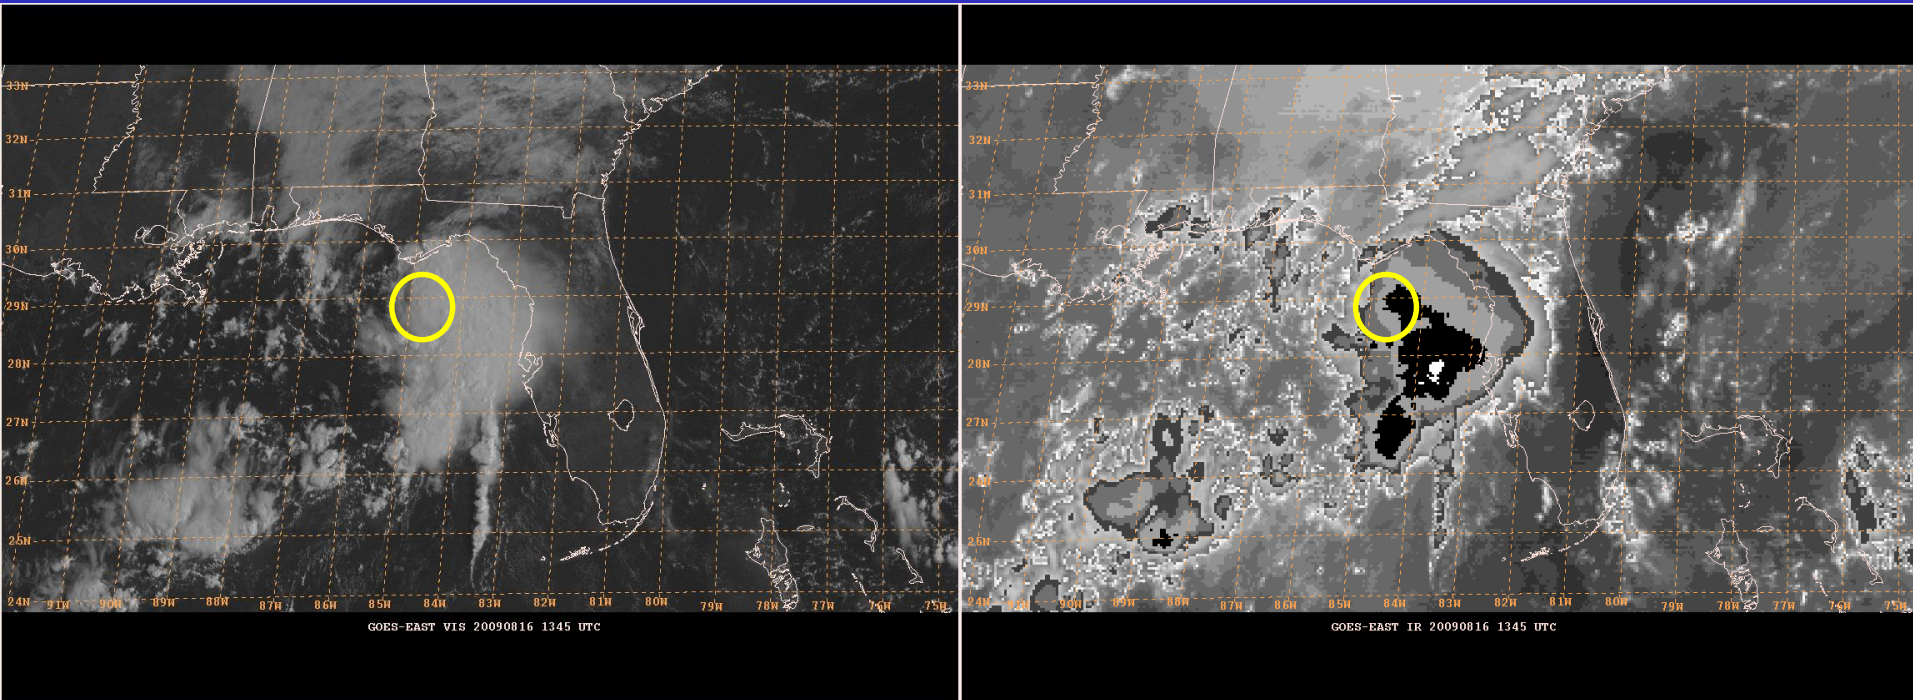 33N
32N
31N
30N
29N
28N
27N
26N
25N
24N 91W 90W 89W 88W 87W 86W 85W 84W 83W 82W 81W 80W 79W 78W 77W 76W 75W
GOES-EAST VIS 20090816 1345 UTC
33N
32N
31N
30N
29N
28N
27N
26N
25N
24N 90W 89W 88W 87W 86W 85W 84W 83W 82W 81W 80W 79W 78W 77W 76W 75W
GOES-EAST IR 20090816 1345 UTC